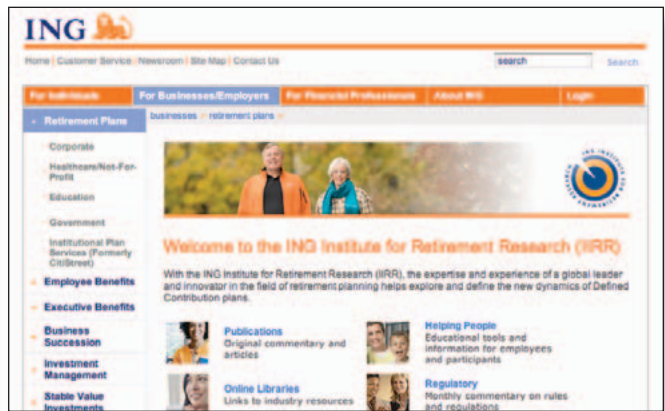 ING
Home | Customer Service | Newsroom | Site Map | Contact Us
search
Search
For Individuals
For Businesses/Employers
For Financial Professionals
About ING
Login
businesses
retirement plans
Retirement Plans
Corporate
Healthcare/Not-For-
Profit
Education
Government
Institutional Plan
Services (Formerly
CitiStreet)
Employee Benefits
Executive Benefits
Business
Succession
Investment
Management
Stable Value
Investments
ING INSTITUTE FOR RETIREMENT RESEARCH
Welcome to the ING Institute for Retirement Research (IIRR)
With the ING Institute for Retirement Research (IIRR), the expertise and experience of a global leader
and innovator in the field of retirement planning helps explore and define the new dynamics of Defined
Contribution plans.
Publications
Original commentary and
articles
Helping People
Educational tools and
information for employees
and participants
Online Libraries
Links to industry resources
Regulatory
Monthly commentary on rules
and regulations